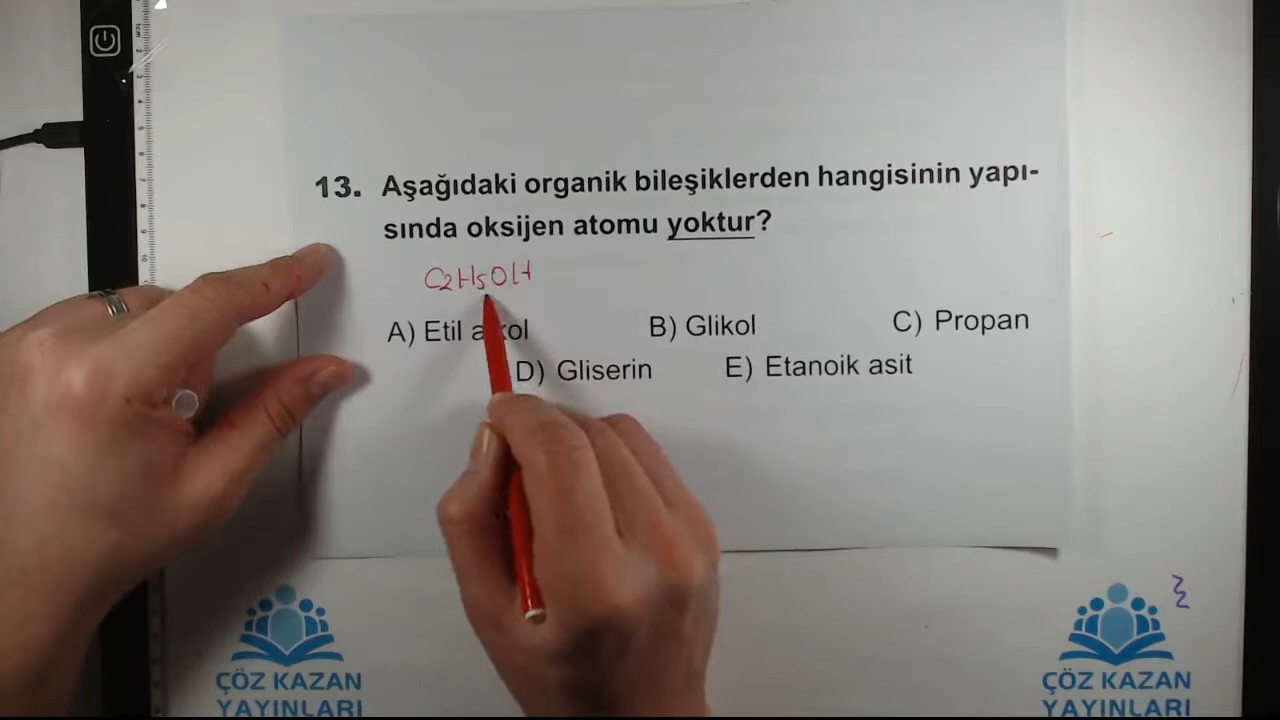 13. Aşağıdaki organik bileşiklerden hangisinin yapı-
sında oksijen atomu yoktur?
C2H5OH
A) Etil alkol B) Glikol C) Propan
D) Gliserin E) Etanoik asit
ÇÖZ KAZAN
YAYINLARI
ÇÖZ KAZAN
YAYINLARI